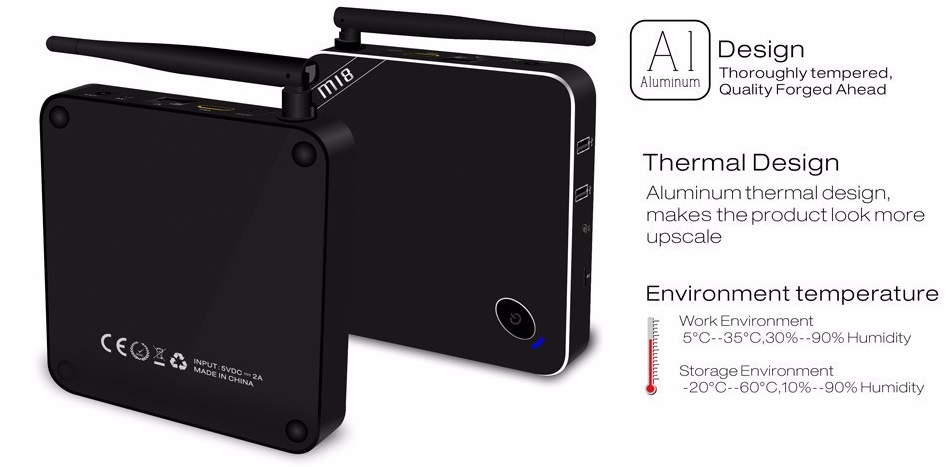 M18
CE
INPUT: 5VDC ⎓ 2A
MADE IN CHINA
Al
Aluminum
Design
Thoroughly tempered,
Quality Forged Ahead
Thermal Design
Aluminum thermal design,
makes the product look more
upscale
Environment temperature
Work Environment
5°C--35°C,30%--90% Humidity
Storage Environment
-20°C--60°C,10%--90% Humidity